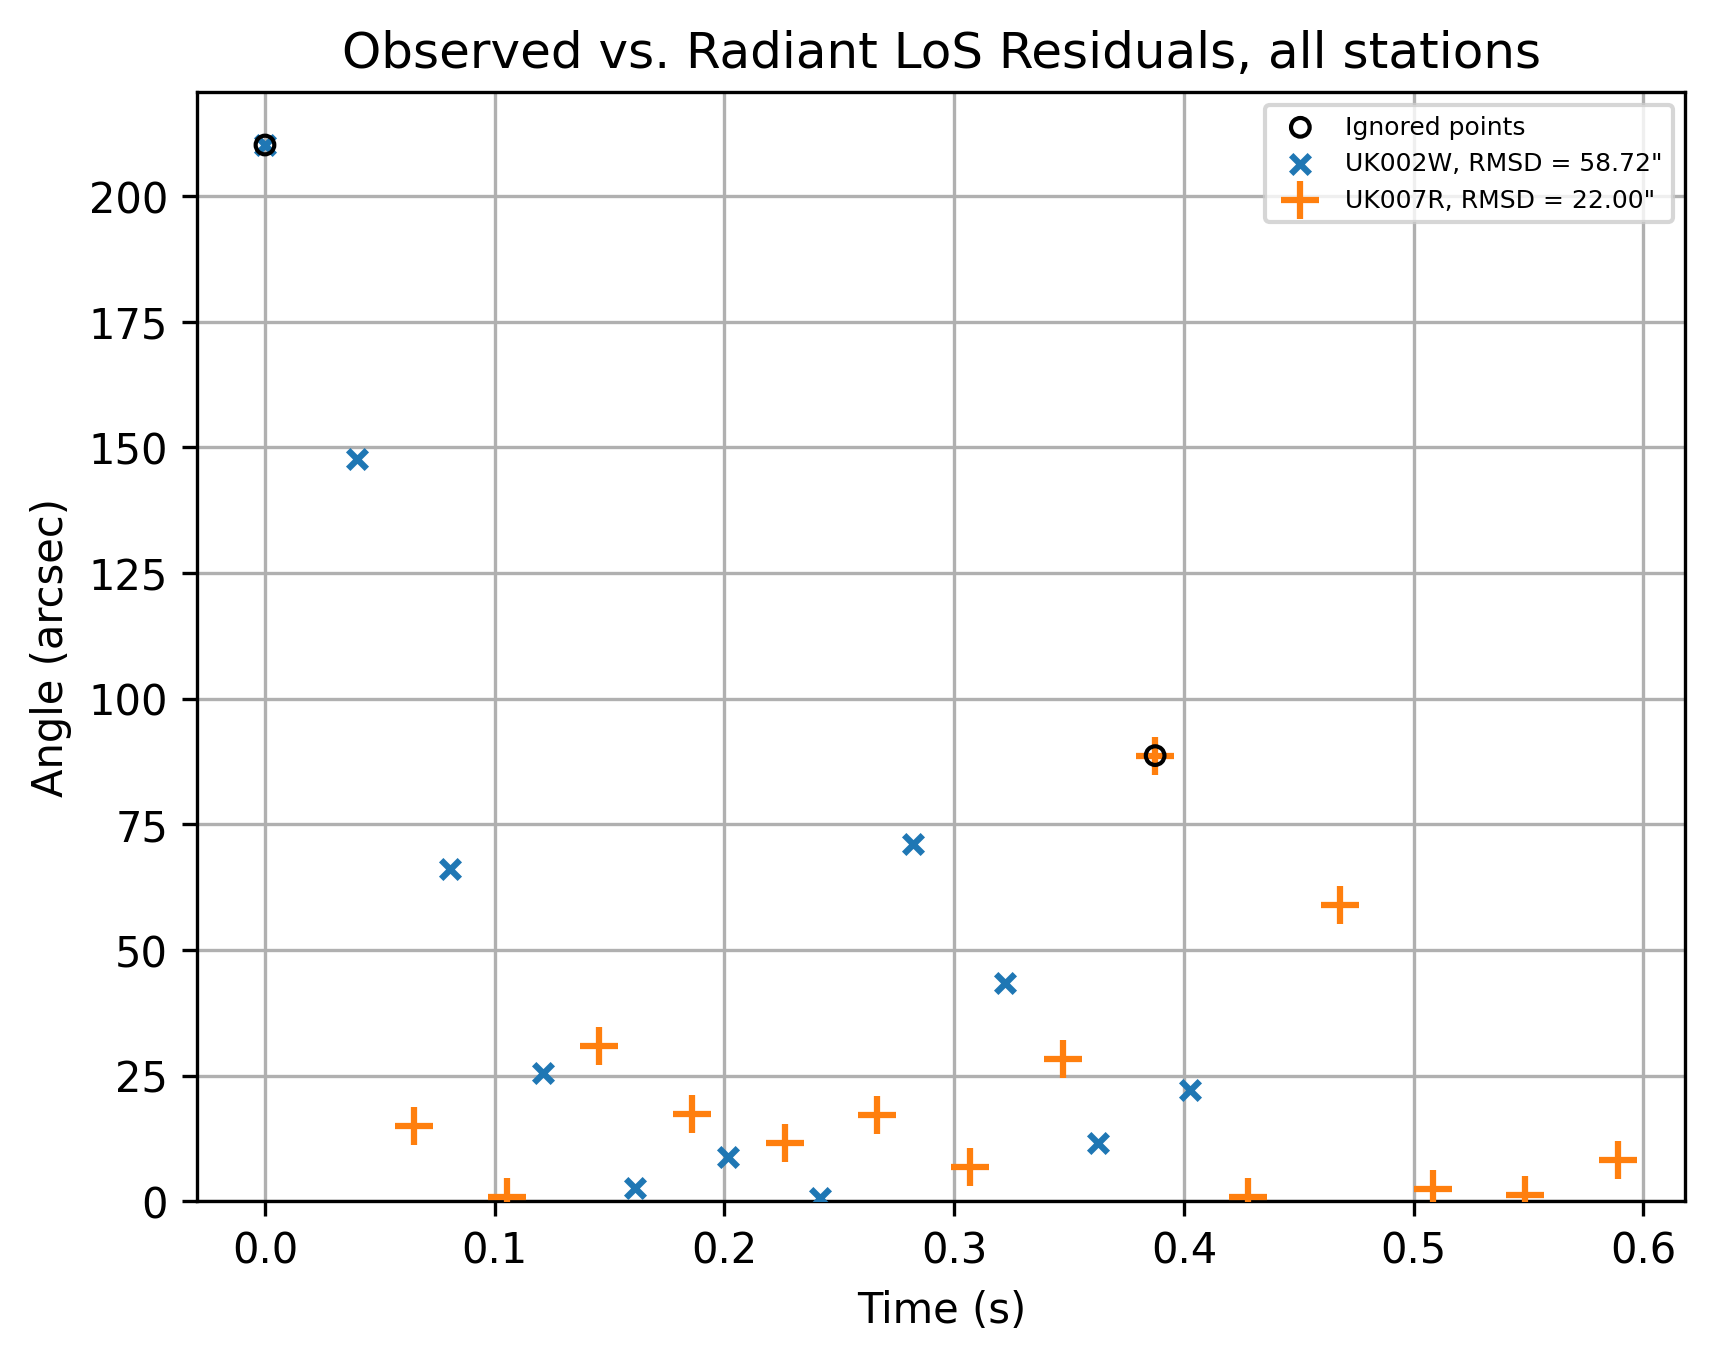 Observed vs. Radiant LoS Residuals, all stations
Ignored points
UK002W, RMSD = 58.72"
UK007R, RMSD = 22.00"
Angle (arcsec)
200
175
150
125
100
75
50
25
0
0.0 0.1 0.2 0.3 0.4 0.5 0.6
Time (s)